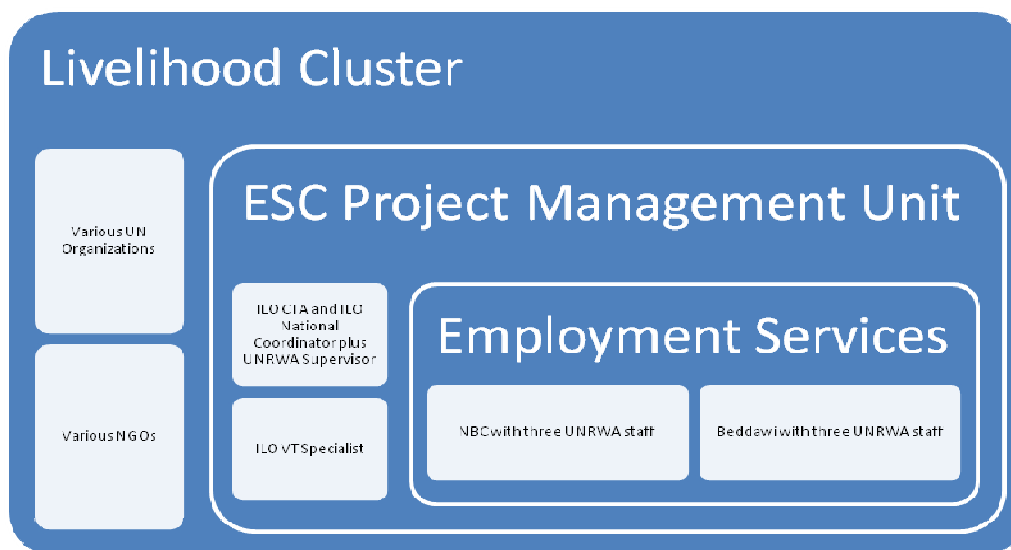 Livelihood Cluster
Various UN
Organizations
Various NGOs
ESC Project Management Unit
ILO CTA and ILO
National
Coordinator plus
UNRWA Supervisor
ILO VT Specialist
Employment Services
NBC with three UNRWA staff
Beddawi with three UNRWA staff